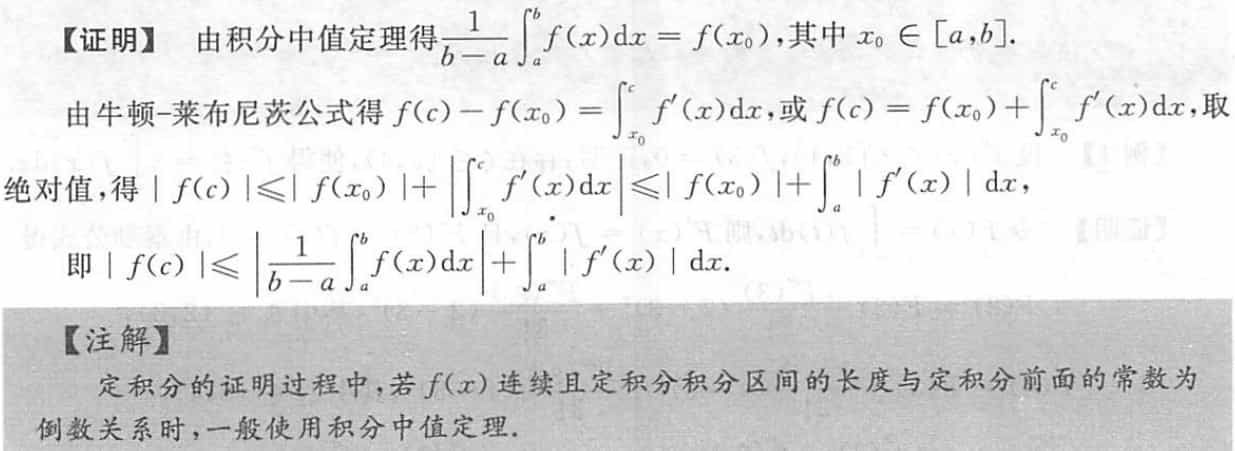 【证明】 由积分中值定理得$\frac{1}{b-a}\int_a^b f(x)\mathrm{d}x = f(x_0)$,其中 $x_0 \in [a,b]$.
由牛顿-莱布尼茨公式得 $f(c) - f(x_0) = \int_{x_0}^c f'(x)\mathrm{d}x$,或 $f(c) = f(x_0) + \int_{x_0}^c f'(x)\mathrm{d}x$,取
绝对值,得 $|f(c)| \leqslant |f(x_0)| + \left|\int_{x_0}^c f'(x)\mathrm{d}x\right| \leqslant |f(x_0)| + \int_a^b |f'(x)|\mathrm{d}x$,
即 $|f(c)| \leqslant \left|\frac{1}{b-a}\int_a^b f(x)\mathrm{d}x\right| + \int_a^b |f'(x)|\mathrm{d}x$.
【注解】
定积分的证明过程中,若 $f(x)$ 连续且定积分积分区间的长度与定积分前面的常数为
倒数关系时,一般使用积分中值定理.